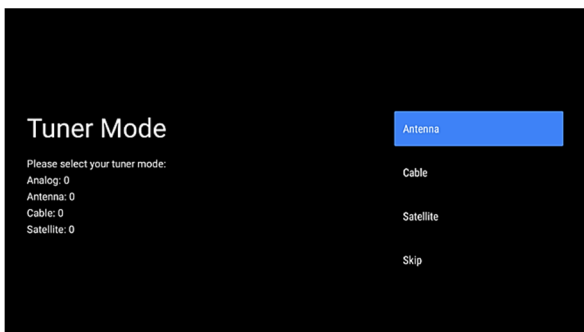 Tuner Mode
Please select your tuner mode:
Analog: 0
Antenna: 0
Cable: 0
Satellite: 0
Antenna
Cable
Satellite
Skip